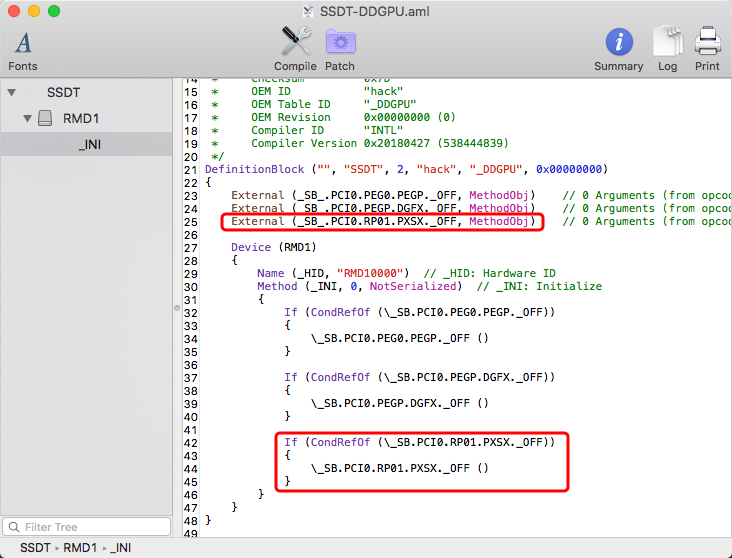 SSDT-DDGPU.aml
A
Fonts
Compile
Patch
i
Summary
Log
Print
SSDT
RMD1
_INI
15 * OEM ID "hack"
16 * OEM Table ID "_DDGPU"
17 * OEM Revision 0x00000000 (0)
18 * Compiler ID "INTL"
19 * Compiler Version 0x20180427 (538444839)
20 */
21 DefinitionBlock ("", "SSDT", 2, "hack", "_DDGPU", 0x00000000)
22 {
23 External (_SB_.PCI0.PEG0.PEGP._OFF, MethodObj) // 0 Arguments (from opcod
24 External (_SB_.PCI0.PEGP.DGFX._OFF, MethodObj) // 0 Arguments (from opcod
25 External (_SB_.PCI0.RP01.PXSX._OFF, MethodObj) // 0 Arguments (from opcod
26
27 Device (RMD1)
28 {
29 Name (_HID, "RMD10000") // _HID: Hardware ID
30 Method (_INI, 0, NotSerialized) // _INI: Initialize
31 {
32 If (CondRefOf (\_SB.PCI0.PEG0.PEGP._OFF))
33 {
34 \_SB.PCI0.PEG0.PEGP._OFF ()
35 }
36
37 If (CondRefOf (\_SB.PCI0.PEGP.DGFX._OFF))
38 {
39 \_SB.PCI0.PEGP.DGFX._OFF ()
40 }
41
42 If (CondRefOf (\_SB.PCI0.RP01.PXSX._OFF))
43 {
44 \_SB.PCI0.RP01.PXSX._OFF ()
45 }
46 }
47 }
48 }
49
Filter Tree
SSDT › RMD1 › _INI